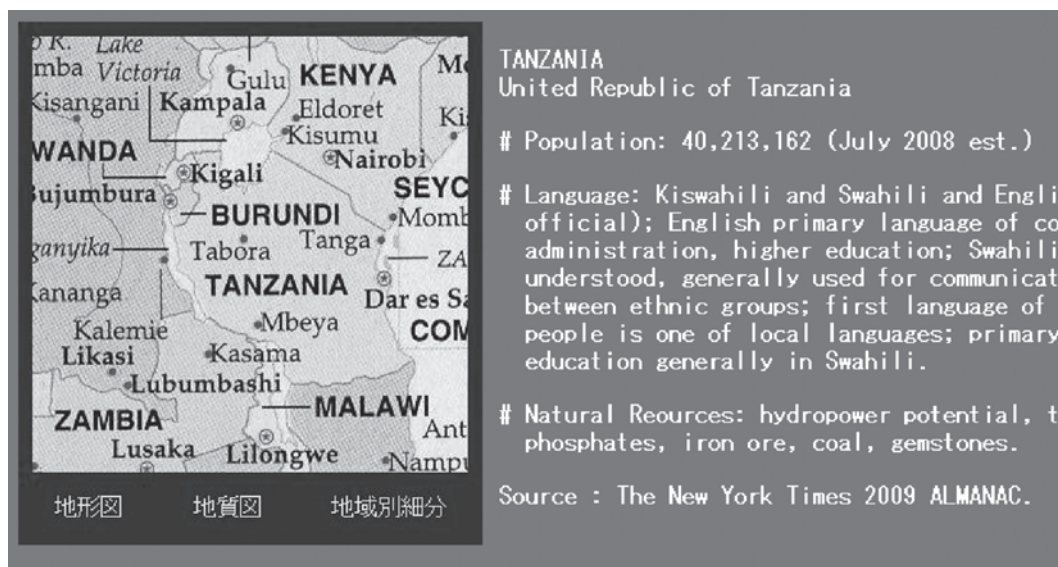 Lake
Victoria
Gulu
KENYA
Kisangani
Kampala
Eldoret
Kisumu
Nairobi
WANDA
Kigali
Bujumbura
SEYC
BURUNDI
Momb
ganyika
Tabora
Tanga
ZA
TANZANIA
Dar es Sa
Kananga
Kalemie
Mbeya
COM
Likasi
Kasama
Lubumbashi
ZAMBIA
MALAWI
Ant
Lusaka
Lilongwe
Nampu
地形図
地質図
地域別細分
TANZANIA
United Republic of Tanzania
# Population: 40,213,162 (July 2008 est.)
# Language: Kiswahili and Swahili and Engli
official); English primary language of co
administration, higher education; Swahili
understood, generally used for communicat
between ethnic groups; first language of
people is one of local languages; primary
education generally in Swahili.
# Natural Reources: hydropower potential, t
phosphates, iron ore, coal, gemstones.
Source : The New York Times 2009 ALMANAC.